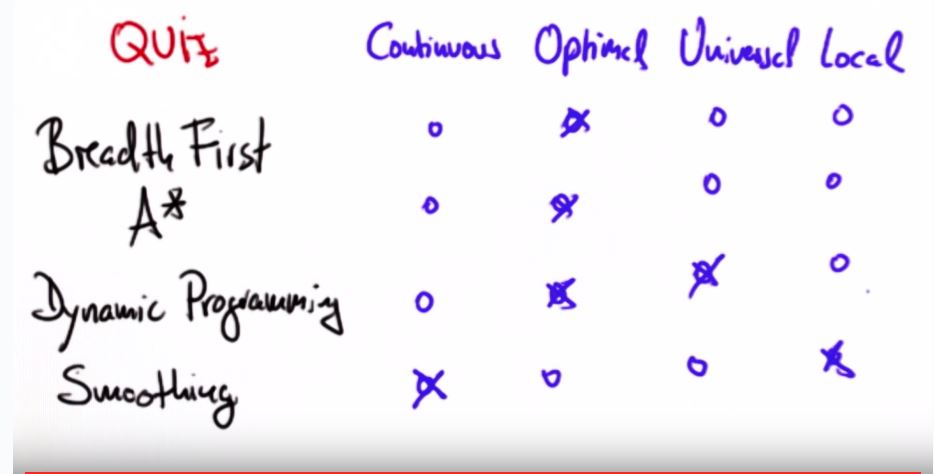 QUIZ Continuous Optimal Universal Local
Breadth First
A*
Dynamic Programming
Smoothing